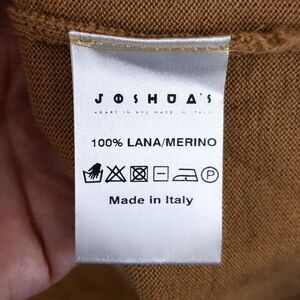 JOSHUA'S
100% LANA/MERINO
P
Made in Italy